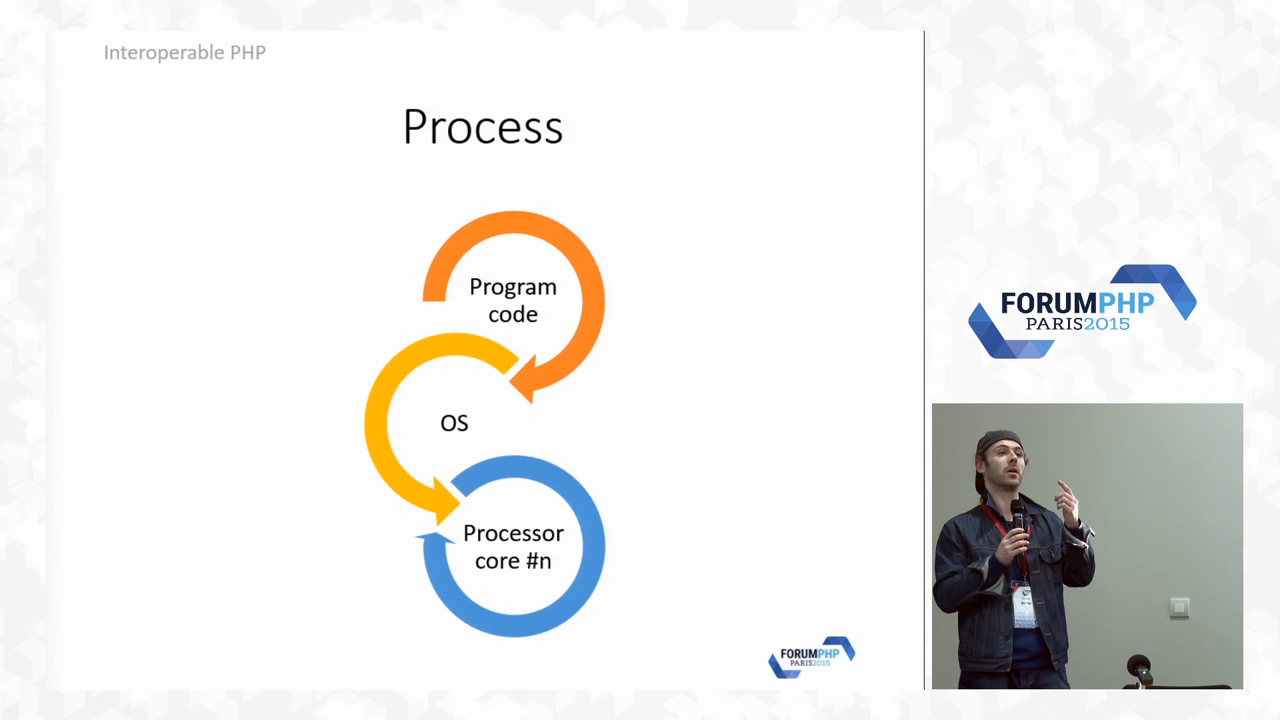 Interoperable PHP
Process
Program
code
OS
Processor
core #n
FORUMPHP
PARIS2015
FORUMPHP
PARIS2015